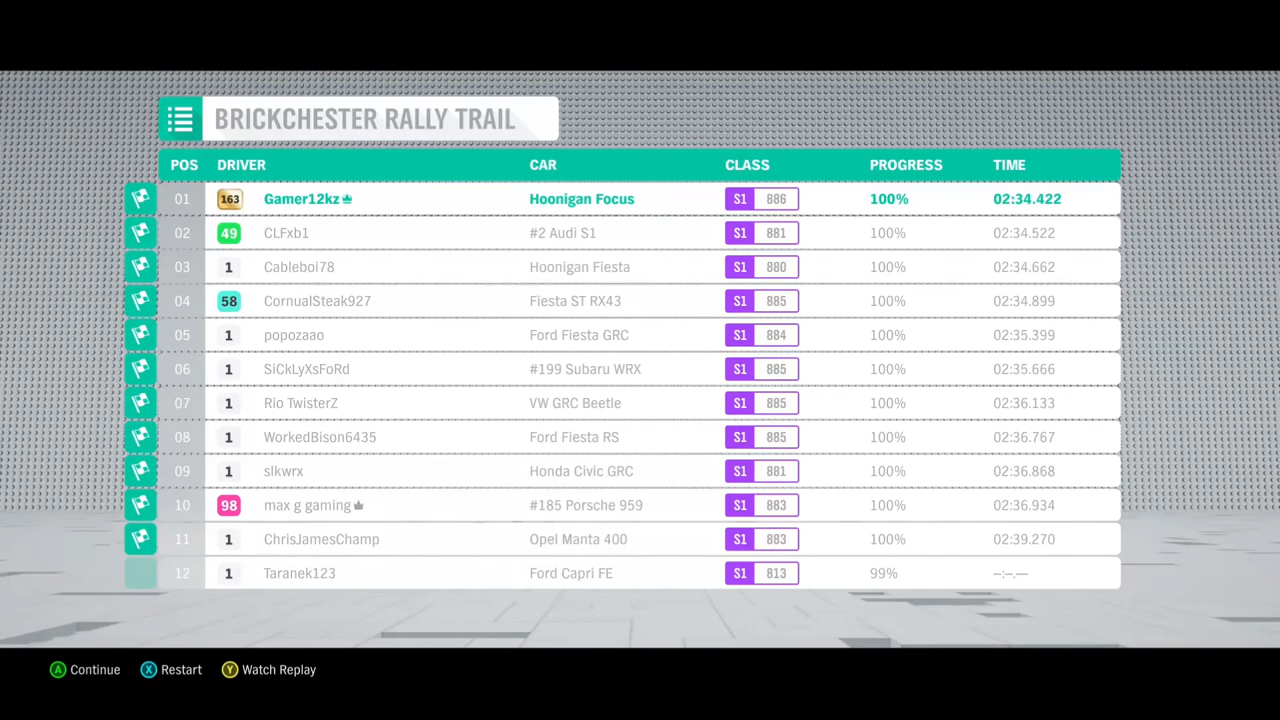 BRICKCHESTER RALLY TRAIL
POS DRIVER CAR CLASS PROGRESS TIME
01 163 Gamer12kz Hoonigan Focus S1 886 100% 02:34.422
02 49 CLFxb1 #2 Audi S1 S1 881 100% 02:34.522
03 1 Cableboi78 Hoonigan Fiesta S1 880 100% 02:34.662
04 58 CornualSteak927 Fiesta ST RX43 S1 885 100% 02:34.899
05 1 popozaao Ford Fiesta GRC S1 884 100% 02:35.399
06 1 SiCkLyXsFoRd #199 Subaru WRX S1 885 100% 02:35.666
07 1 Rio TwisterZ VW GRC Beetle S1 885 100% 02:36.133
08 1 WorkedBison6435 Ford Fiesta RS S1 885 100% 02:36.767
09 1 slkwrx Honda Civic GRC S1 881 100% 02:36.868
10 98 max g gaming #185 Porsche 959 S1 883 100% 02:36.934
11 1 ChrisJamesChamp Opel Manta 400 S1 883 100% 02:39.270
12 1 Taranek123 Ford Capri FE S1 813 99% --:--.---
A Continue X Restart Y Watch Replay